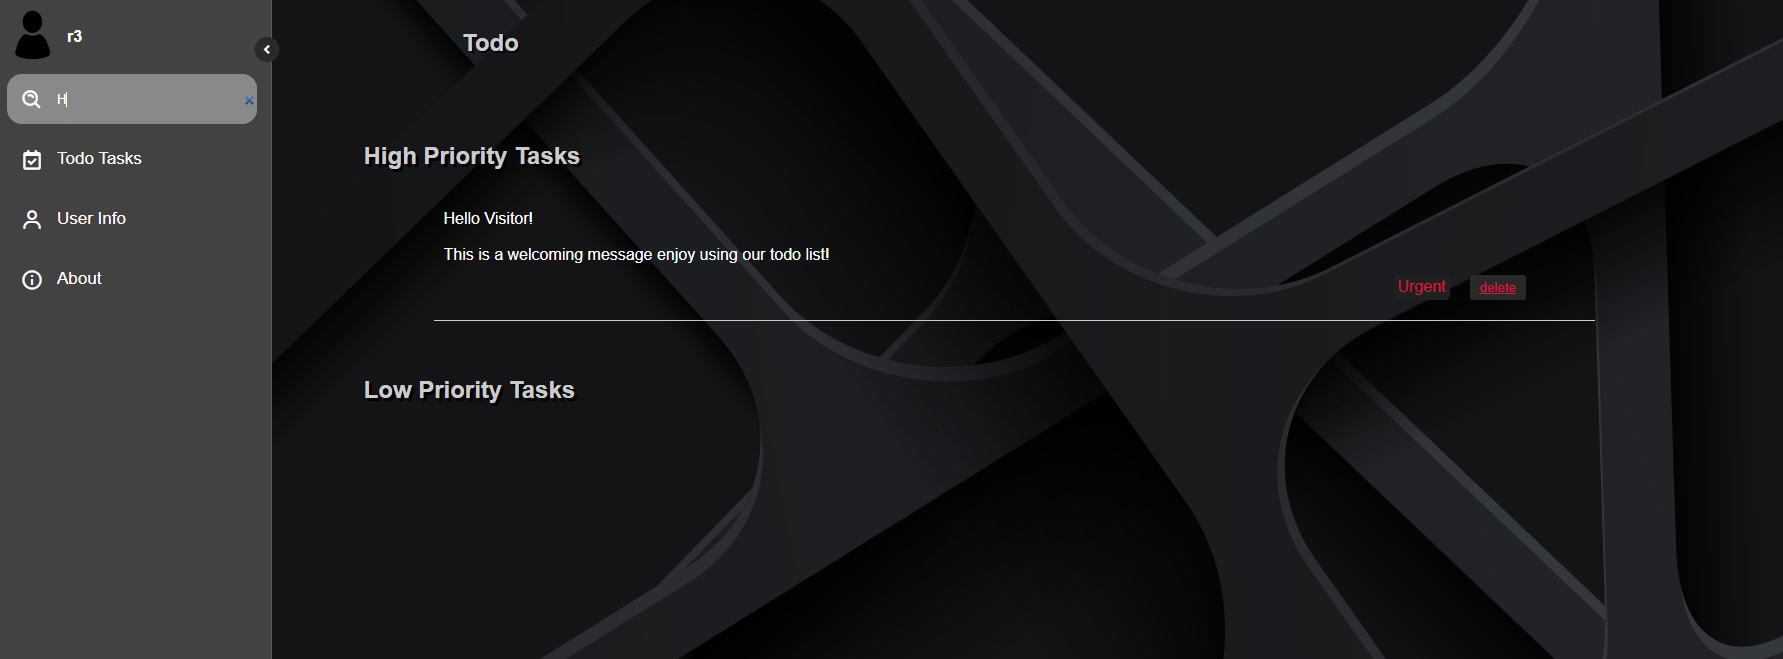 r3
H
Todo Tasks
User Info
About
Todo
High Priority Tasks
Hello Visitor!
This is a welcoming message enjoy using our todo list!
Urgent delete
Low Priority Tasks